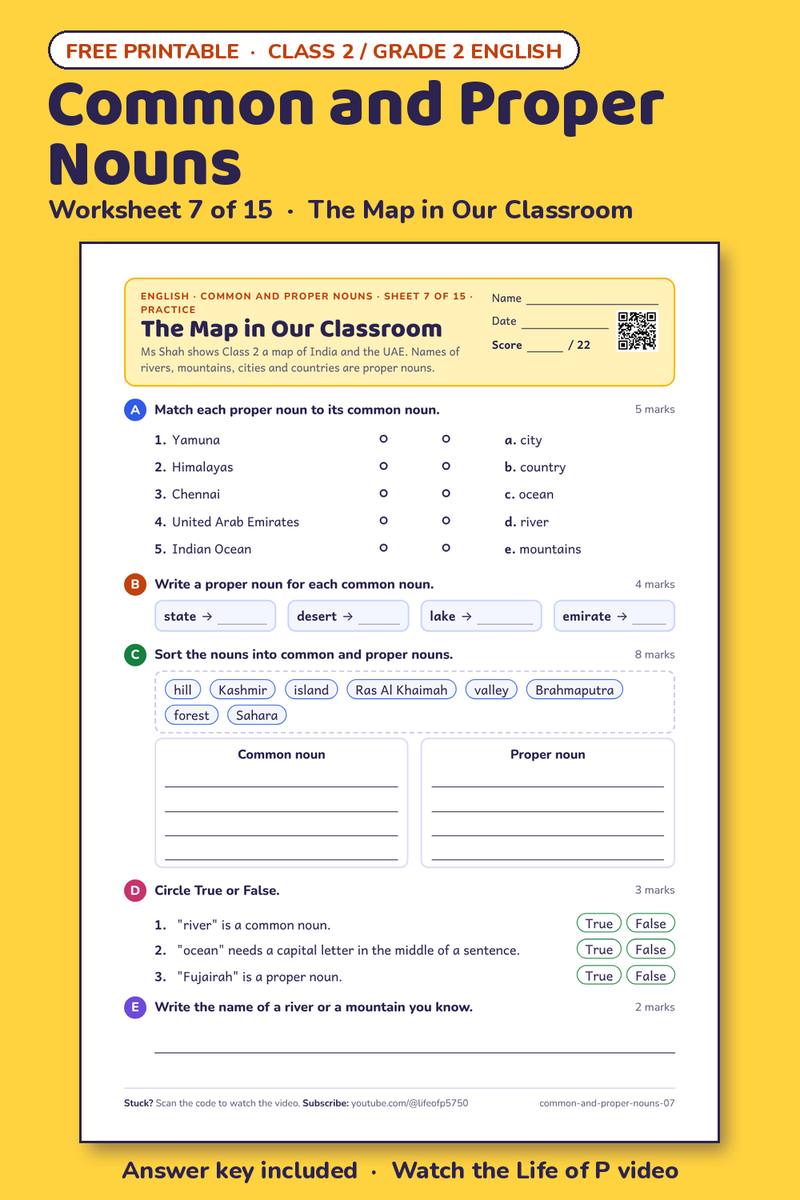 FREE PRINTABLE · CLASS 2 / GRADE 2 ENGLISH
Common and Proper
Nouns
Worksheet 7 of 15 · The Map in Our Classroom
ENGLISH · COMMON AND PROPER NOUNS · SHEET 7 OF 15 ·
PRACTICE
The Map in Our Classroom
Ms Shah shows Class 2 a map of India and the UAE. Names of
rivers, mountains, cities and countries are proper nouns.
Name
Date
Score / 22
A Match each proper noun to its common noun. 5 marks
1. Yamuna a. city
2. Himalayas b. country
3. Chennai c. ocean
4. United Arab Emirates d. river
5. Indian Ocean e. mountains
B Write a proper noun for each common noun. 4 marks
state → desert → lake → emirate →
C Sort the nouns into common and proper nouns. 8 marks
hill Kashmir island Ras Al Khaimah valley Brahmaputra
forest Sahara
Common noun Proper noun
D Circle True or False. 3 marks
1. "river" is a common noun. True False
2. "ocean" needs a capital letter in the middle of a sentence. True False
3. "Fujairah" is a proper noun. True False
E Write the name of a river or a mountain you know. 2 marks
Stuck? Scan the code to watch the video. Subscribe: youtube.com/@lifeofp5750 common-and-proper-nouns-07
Answer key included · Watch the Life of P video